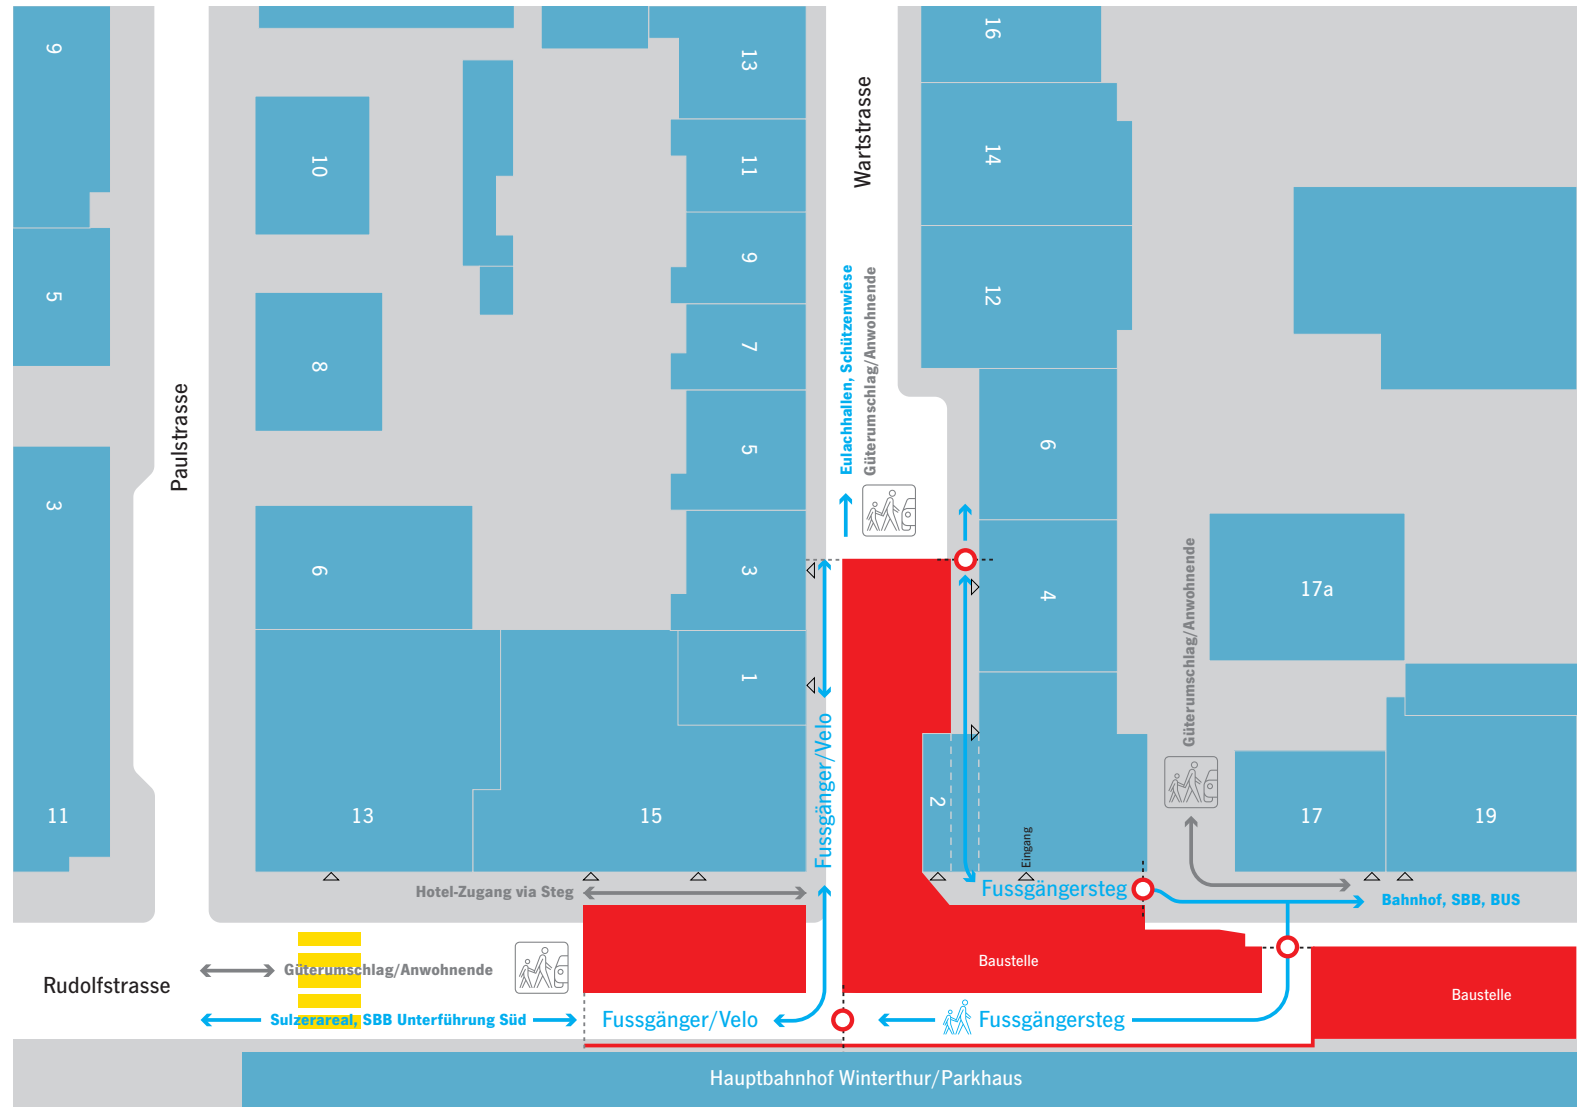 9
5
3
11
Paulstrasse
10
8
6
13
15
13
11
9
7
5
3
1
Wartstrasse
Eulachhallen, Schützenwiese
Güterumschlag/Anwohnende
16
14
12
6
4
2
Eingang
Güterumschlag/Anwohnende
17a
17
19
Fussgänger/Velo
Hotel-Zugang via Steg
Fussgängersteg
Bahnhof, SBB, BUS
Rudolfstrasse
Güterumschlag/Anwohnende
Baustelle
Baustelle
Sulzerareal, SBB Unterführung Süd
Fussgänger/Velo
Fussgängersteg
Hauptbahnhof Winterthur/Parkhaus